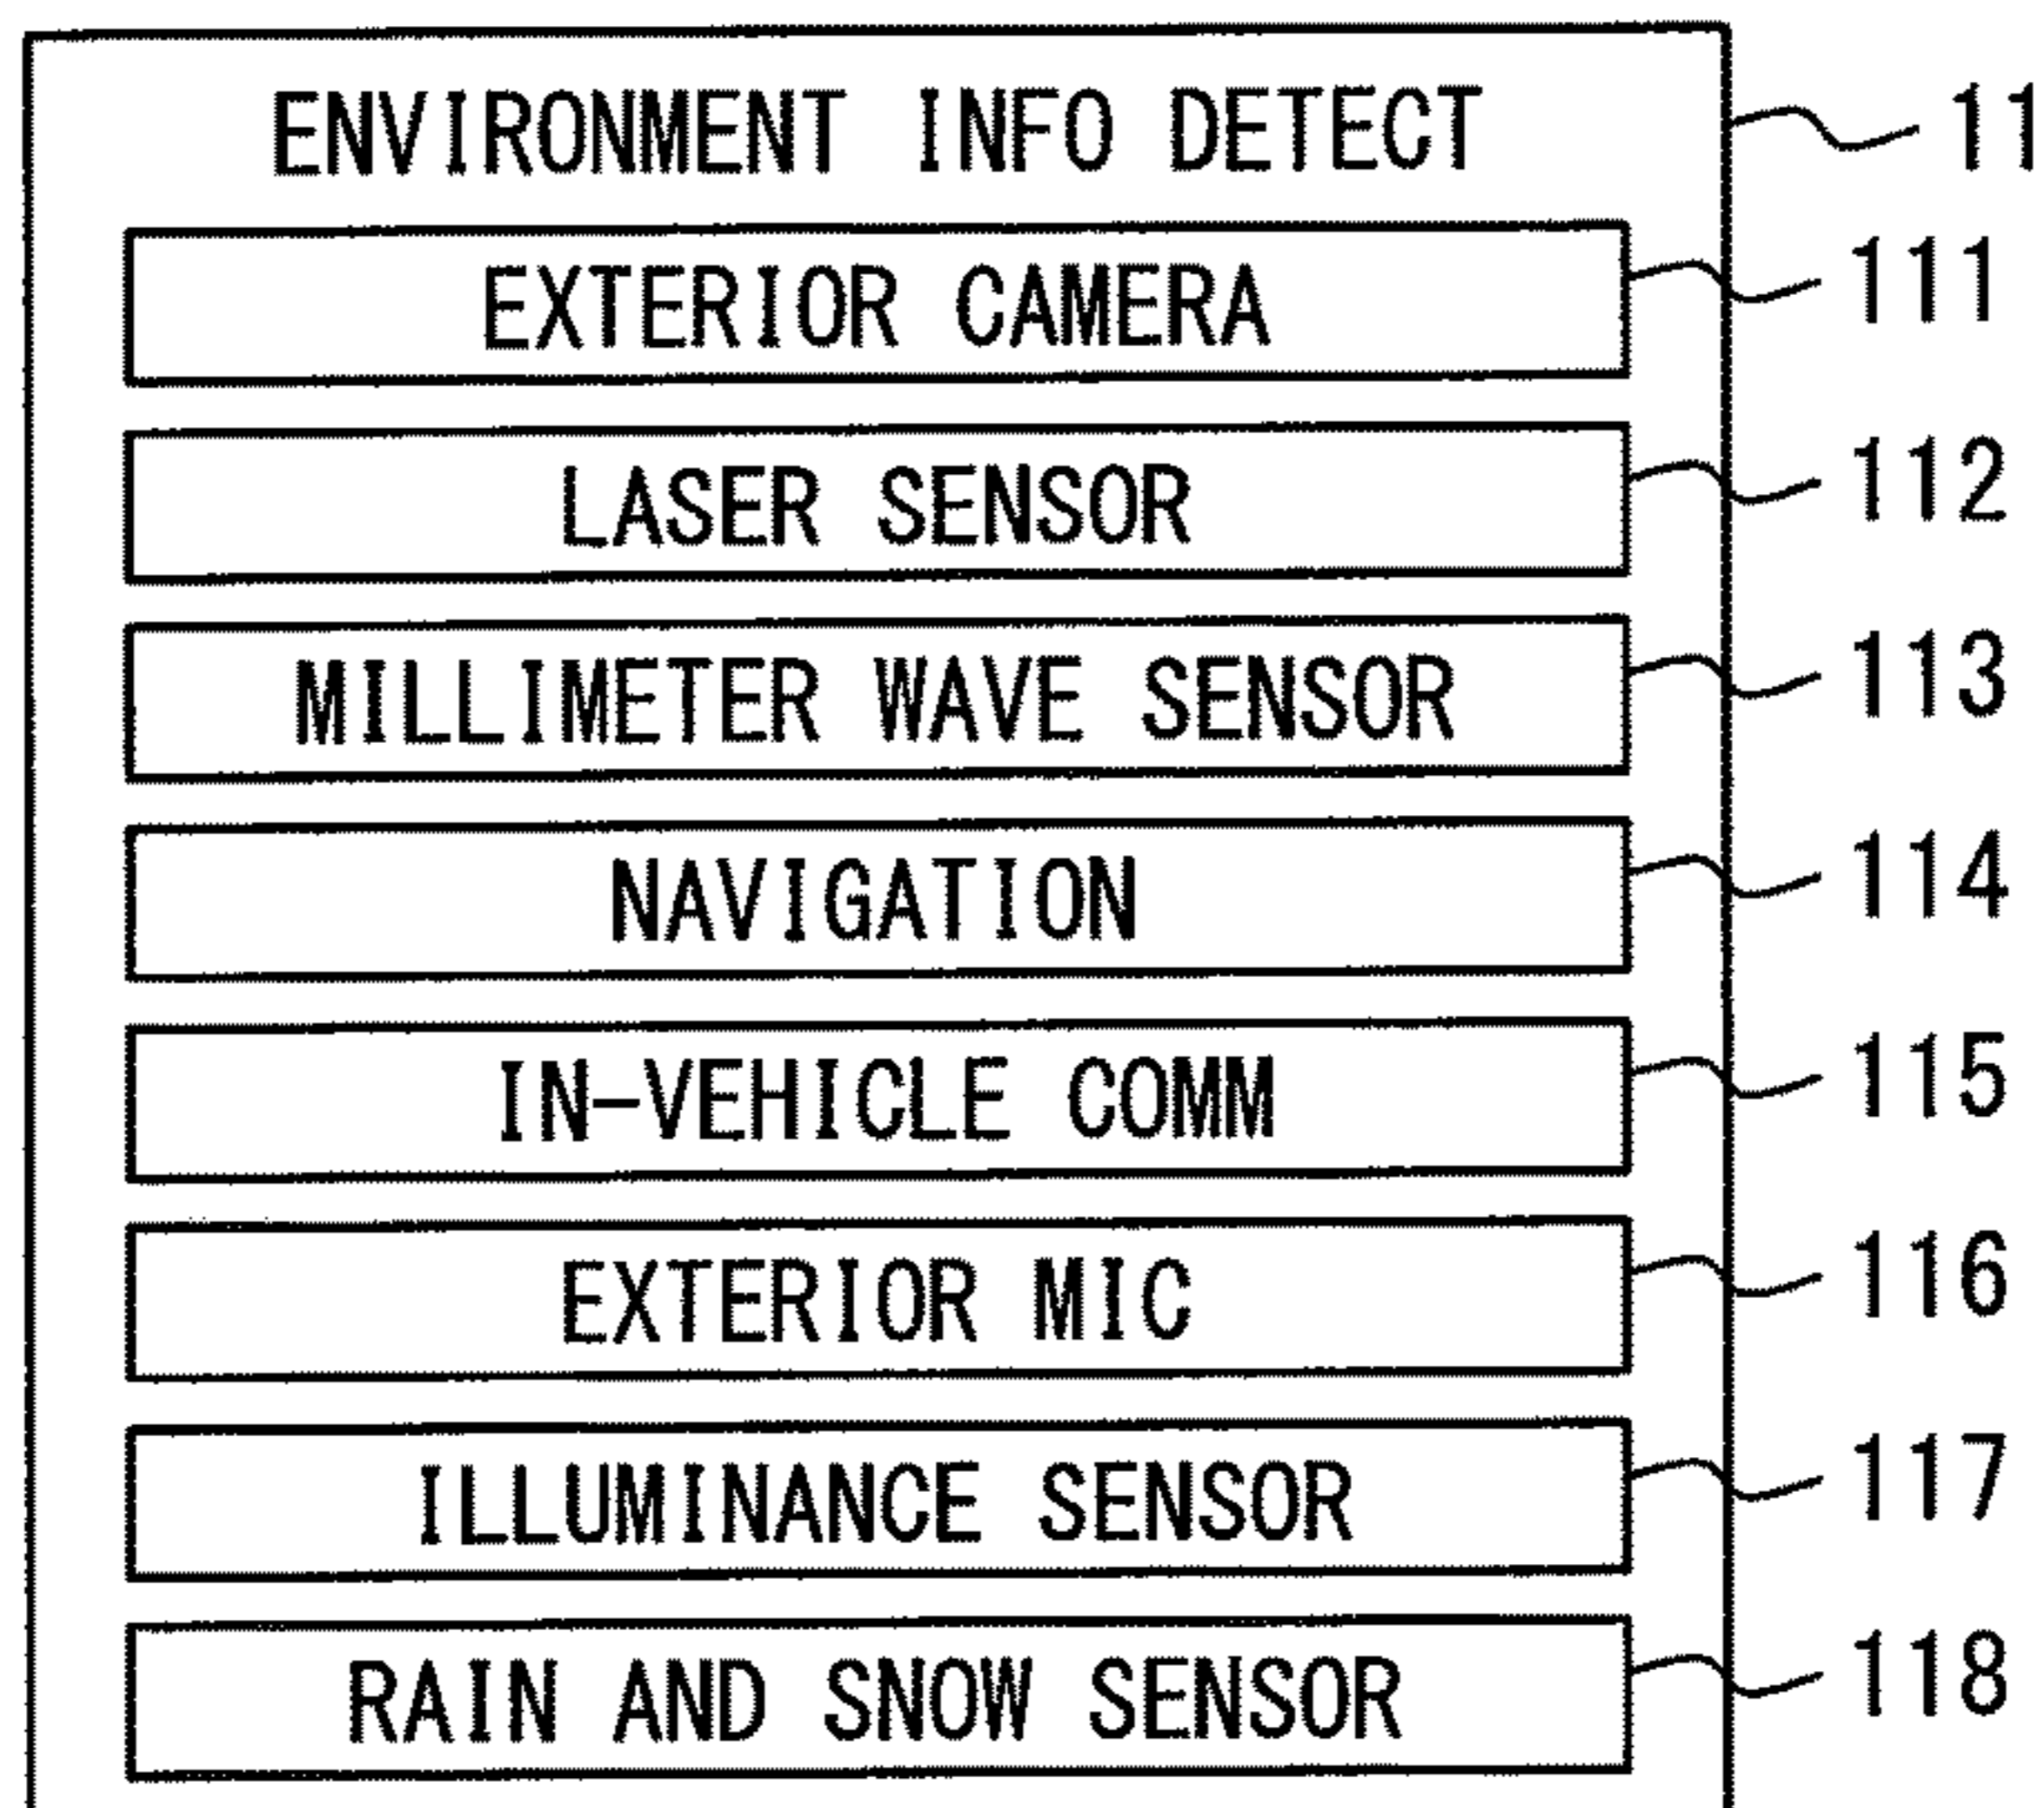 ENVIRONMENT INFO DETECT 11
EXTERIOR CAMERA 111
LASER SENSOR 112
MILLIMETER WAVE SENSOR 113
NAVIGATION 114
IN-VEHICLE COMM 115
EXTERIOR MIC 116
ILLUMINANCE SENSOR 117
RAIN AND SNOW SENSOR 118